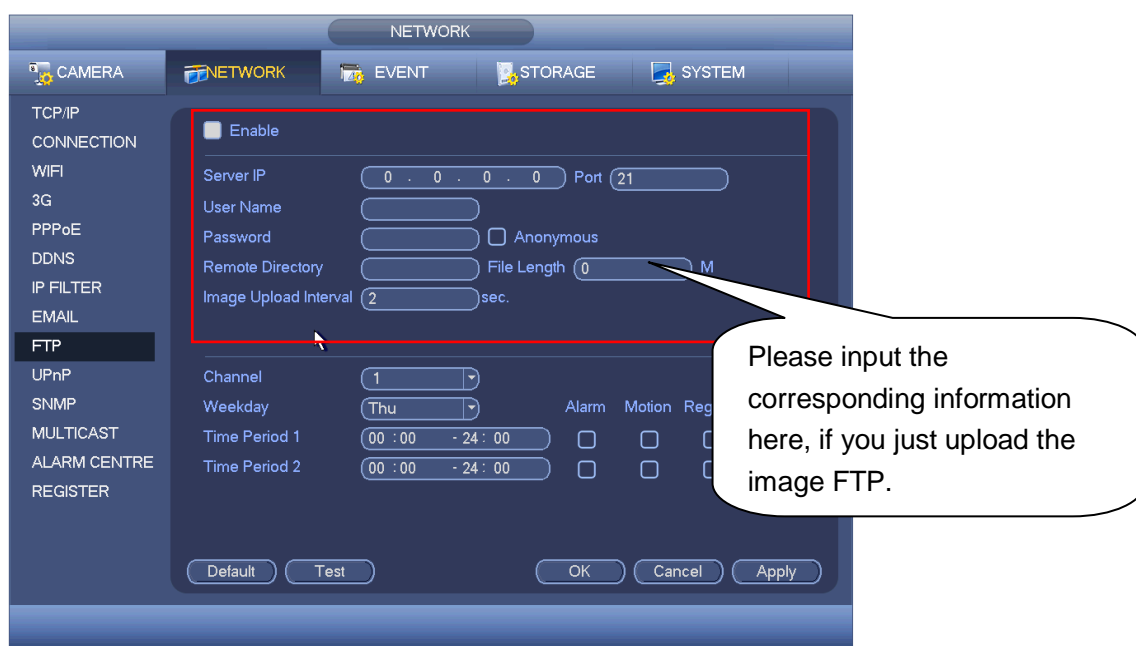 NETWORK
CAMERA NETWORK EVENT STORAGE SYSTEM
TCP/IP
CONNECTION
WIFI
3G
PPPoE
DDNS
IP FILTER
EMAIL
FTP
UPnP
SNMP
MULTICAST
ALARM CENTRE
REGISTER
Enable
Server IP 0 . 0 . 0 . 0 Port 21
User Name
Password Anonymous
Remote Directory File Length 0 M
Image Upload Interval 2 sec.
Channel 1
Weekday Thu Alarm Motion
Time Period 1 00 : 00 - 24 : 00
Time Period 2 00 : 00 - 24 : 00
Default Test OK Cancel Apply
Please input the
corresponding information
here, if you just upload the
image FTP.